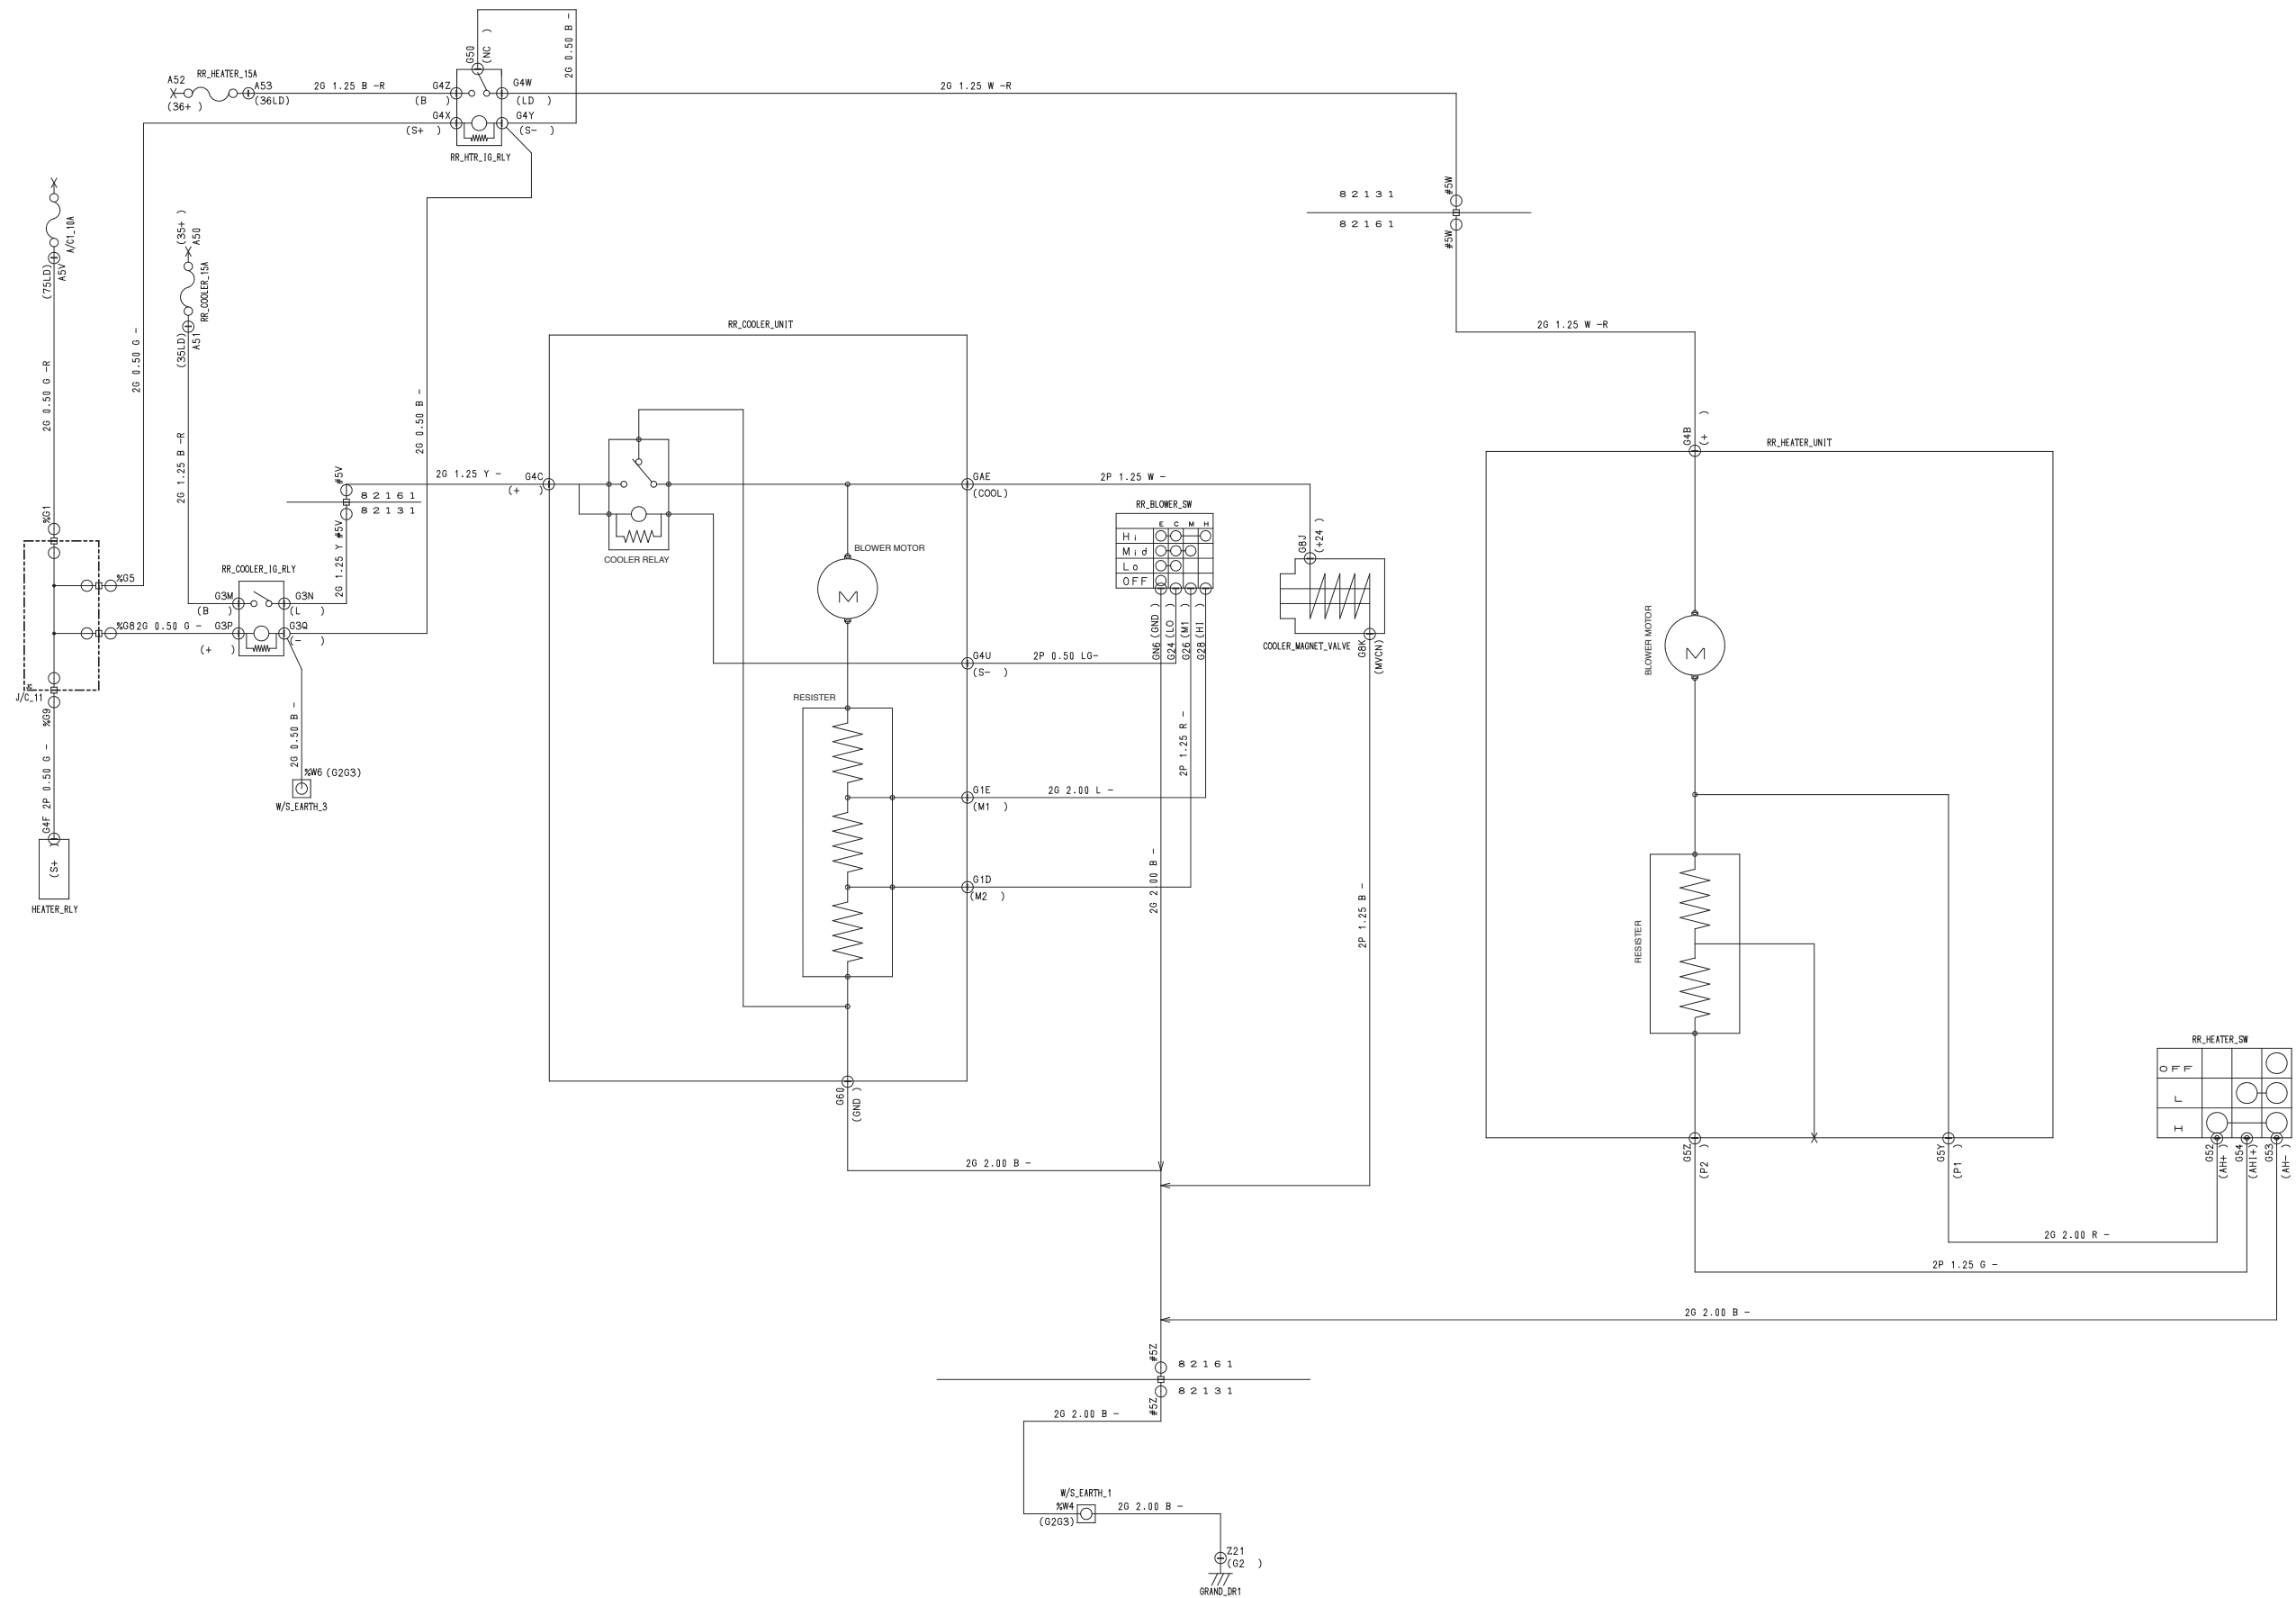 G50
(NC )
2G 0.50 B -
A52
RR_HEATER_15A
(36+ )
A53
(36LD)
2G 1.25 B -R
G4Z
(B )
G4W
(LD )
2G 1.25 W -R
G4X
(S+ )
G4Y
(S- )
RR_HTR_IG_RLY
A/C1_10A
(75LD)
A5V
2G 0.50 G -R
2G 0.50 G -
(35+ )
A50
RR_COOLER_15A
(35LD)
A51
2G 1.25 B -R
2G 0.50 B -
#5W
82131
82161
#5W
2G 1.25 W -R
%G1
%G5
%G8
2G 0.50 G -
J/C_11
%G9
2P 0.50 G -
G4F
(S+
HEATER_RLY
RR_COOLER_IG_RLY
G3M
(B )
G3N
(L )
G3P
(+ )
G3Q
(- )
2G 1.25 Y -
#5V
#5V
82161
82131
2G 0.50 B -
%W6 (G2G3)
W/S_EARTH_3
2G 1.25 Y -
G4C
(+ )
RR_COOLER_UNIT
COOLER RELAY
BLOWER MOTOR
M
RESISTER
GAE
(COOL)
2P 1.25 W -
G4U
(S- )
2P 0.50 LG-
G1E
(M1 )
2G 2.00 L -
G1D
(M2 )
2P 1.25 R -
G60
(GND )
2G 2.00 B -
RR_BLOWER_SW
E C M H
Hi
Mid
Lo
OFF
GN6 (GND )
G24 (LO )
G26 (M1 )
G28 (HI )
2G 2.00 B -
G8J
(+24 )
COOLER_MAGNET_VALVE
G8K
(MVCN)
2P 1.25 B -
G4B
(+ )
RR_HEATER_UNIT
BLOWER MOTOR
M
RESISTER
G5Z
(P2 )
G5Y
(P1 )
RR_HEATER_SW
OFF
L
H
G52
(AH+ )
G54
(AHI+)
G53
(AH- )
2G 2.00 R -
2P 1.25 G -
2G 2.00 B -
#5Z
82161
82131
#5Z
2G 2.00 B -
W/S_EARTH_1
%W4
(G2G3)
2G 2.00 B -
Z21
(G2 )
GRAND_DR1